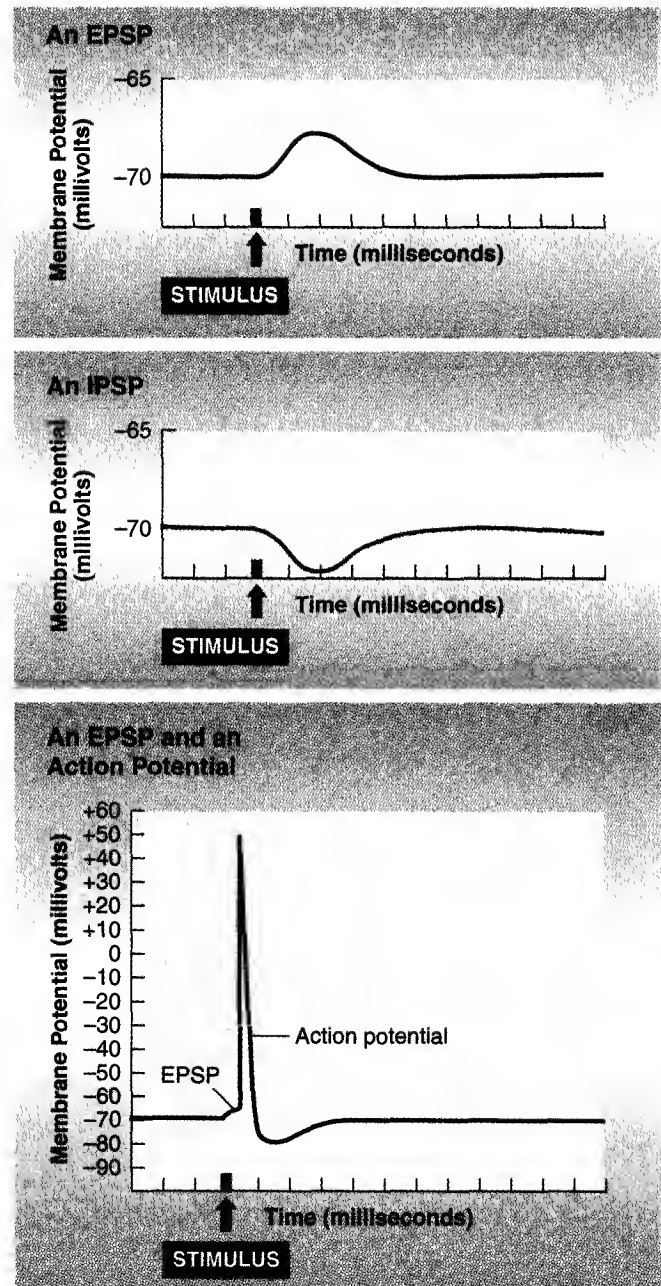 An EPSP
Membrane Potential
(millivolts)
−65
−70
Time (milliseconds)
STIMULUS
An IPSP
Membrane Potential
(millivolts)
−65
−70
Time (milliseconds)
STIMULUS
An EPSP and an
Action Potential
Membrane Potential (millivolts)
+60
+50
+40
+30
+20
+10
0
−10
−20
−30
−40
−50
−60
−70
−80
−90
Action potential
EPSP
Time (milliseconds)
STIMULUS